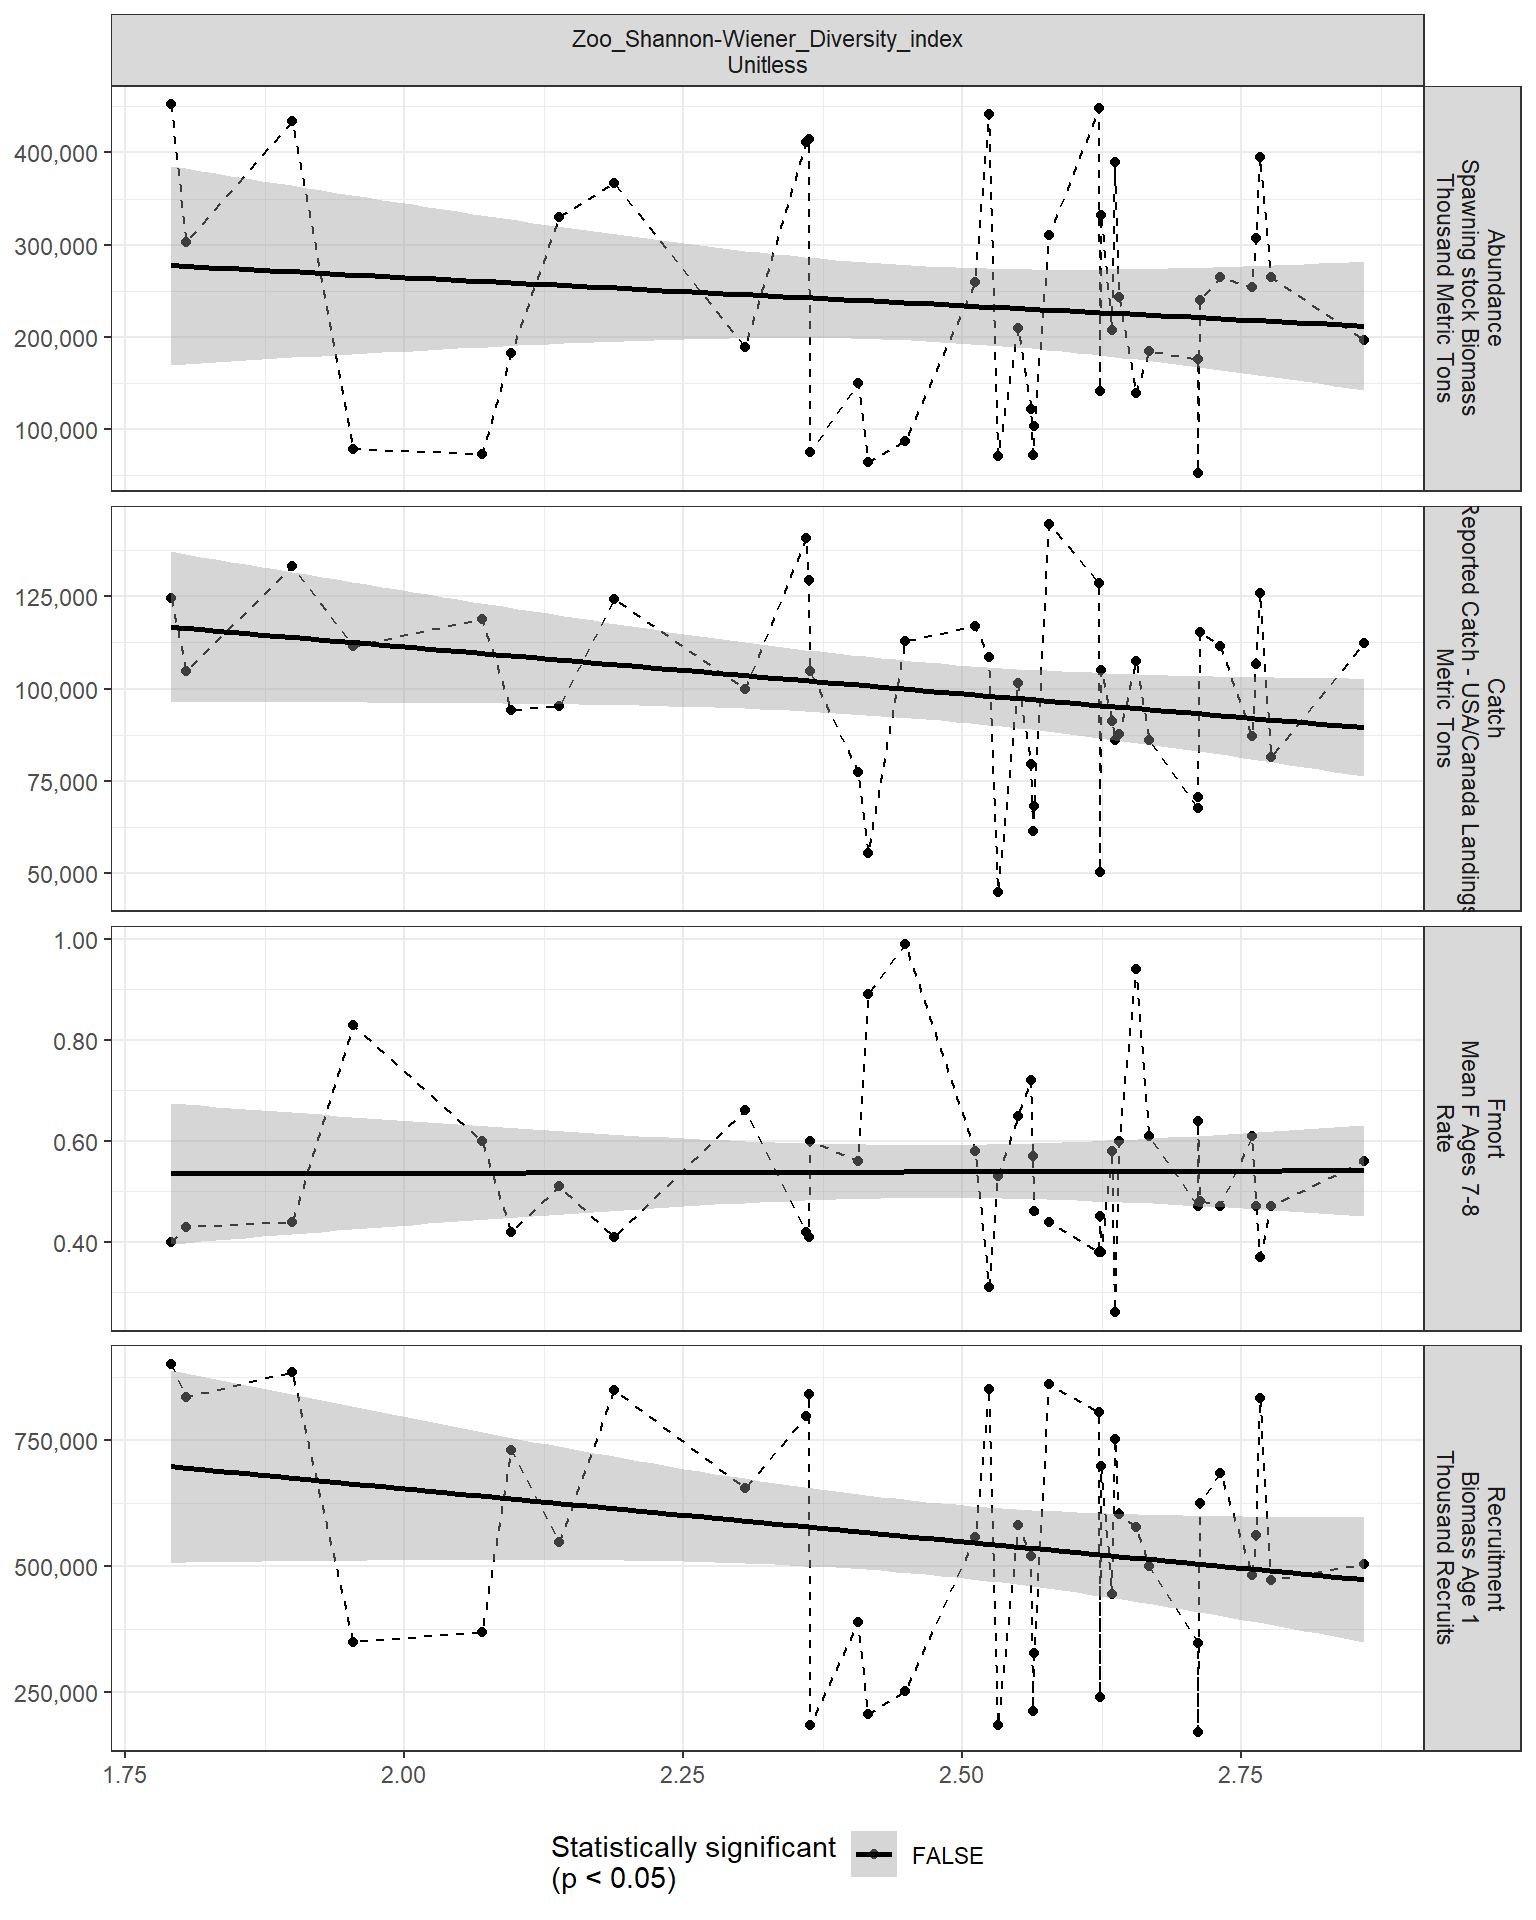 Zoo_Shannon-Wiener_Diversity_index
Unitless
400,000
300,000
200,000
100,000
Abundance
Spawning stock Biomass
Thousand Metric Tons
125,000
100,000
75,000
50,000
Catch
Reported Catch - USA/Canada Landings
Metric Tons
1.00
0.80
0.60
0.40
Fmort
Mean F Ages 7-8
Rate
750,000
500,000
250,000
Recruitment
Biomass Age 1
Thousand Recruits
1.75
2.00
2.25
2.50
2.75
Statistically significant
(p < 0.05)
FALSE